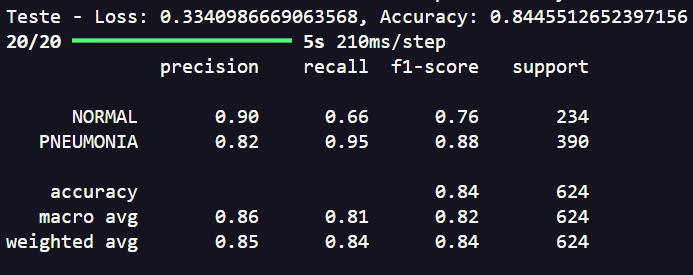 Teste - Loss: 0.3340986669063568, Accuracy: 0.8445512652397156
20/20 ━━━━━━━━━━━━━━━━━━━━ 5s 210ms/step
precision recall f1-score support
NORMAL 0.90 0.66 0.76 234
PNEUMONIA 0.82 0.95 0.88 390
accuracy 0.84 624
macro avg 0.86 0.81 0.82 624
weighted avg 0.85 0.84 0.84 624